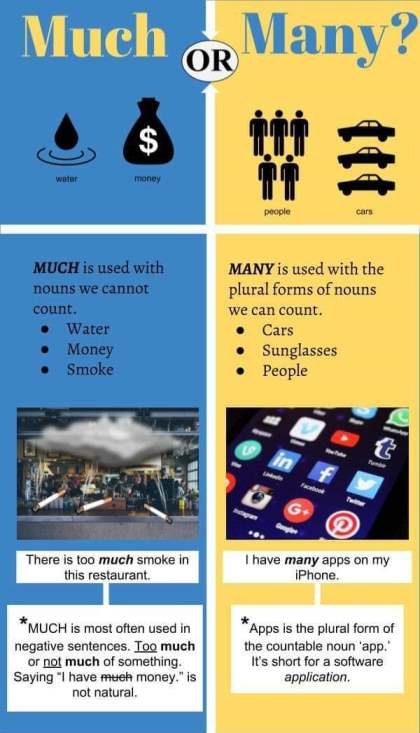 Much
OR
Many?
$
water
money
people
cars
MUCH is used with
nouns we cannot
count.
● Water
● Money
● Smoke
MANY is used with the
plural forms of nouns
we can count.
● Cars
● Sunglasses
● People
Vine
YouTube
Tumblr
in
LinkedIn
f
Facebook
Twitter
Instagram
G+
Google+
There is too much smoke in
this restaurant.
I have many apps on my
iPhone.
*MUCH is most often used in
negative sentences. Too much
or not much of something.
Saying “I have much money.” is
not natural.
*Apps is the plural form of
the countable noun ‘app.’
It’s short for a software
application.